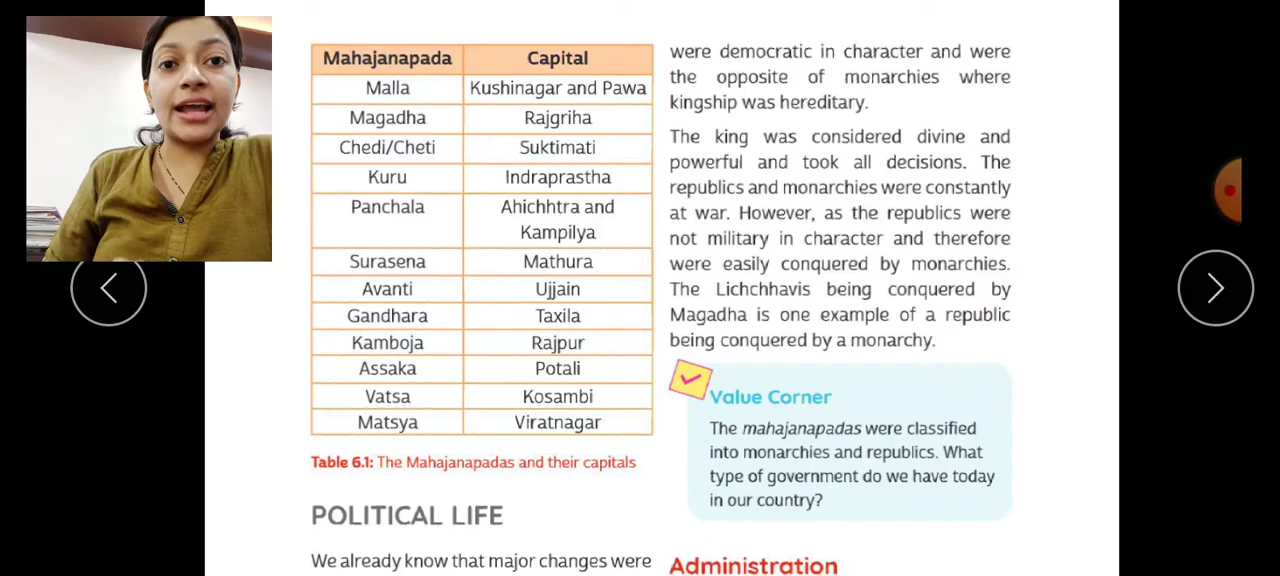 Mahajanapada Capital
Malla Kushinagar and Pawa
Magadha Rajgriha
Chedi/Cheti Suktimati
Kuru Indraprastha
Panchala Ahichhtra and
Kampilya
Surasena Mathura
Avanti Ujjain
Gandhara Taxila
Kamboja Rajpur
Assaka Potali
Vatsa Kosambi
Matsya Viratnagar
Table 6.1: The Mahajanapadas and their capitals
POLITICAL LIFE
We already know that major changes were
were democratic in character and were
the opposite of monarchies where
kingship was hereditary.
The king was considered divine and
powerful and took all decisions. The
republics and monarchies were constantly
at war. However, as the republics were
not military in character and therefore
were easily conquered by monarchies.
The Lichchhavis being conquered by
Magadha is one example of a republic
being conquered by a monarchy.
Value Corner
The mahajanapadas were classified
into monarchies and republics. What
type of government do we have today
in our country?
Administration